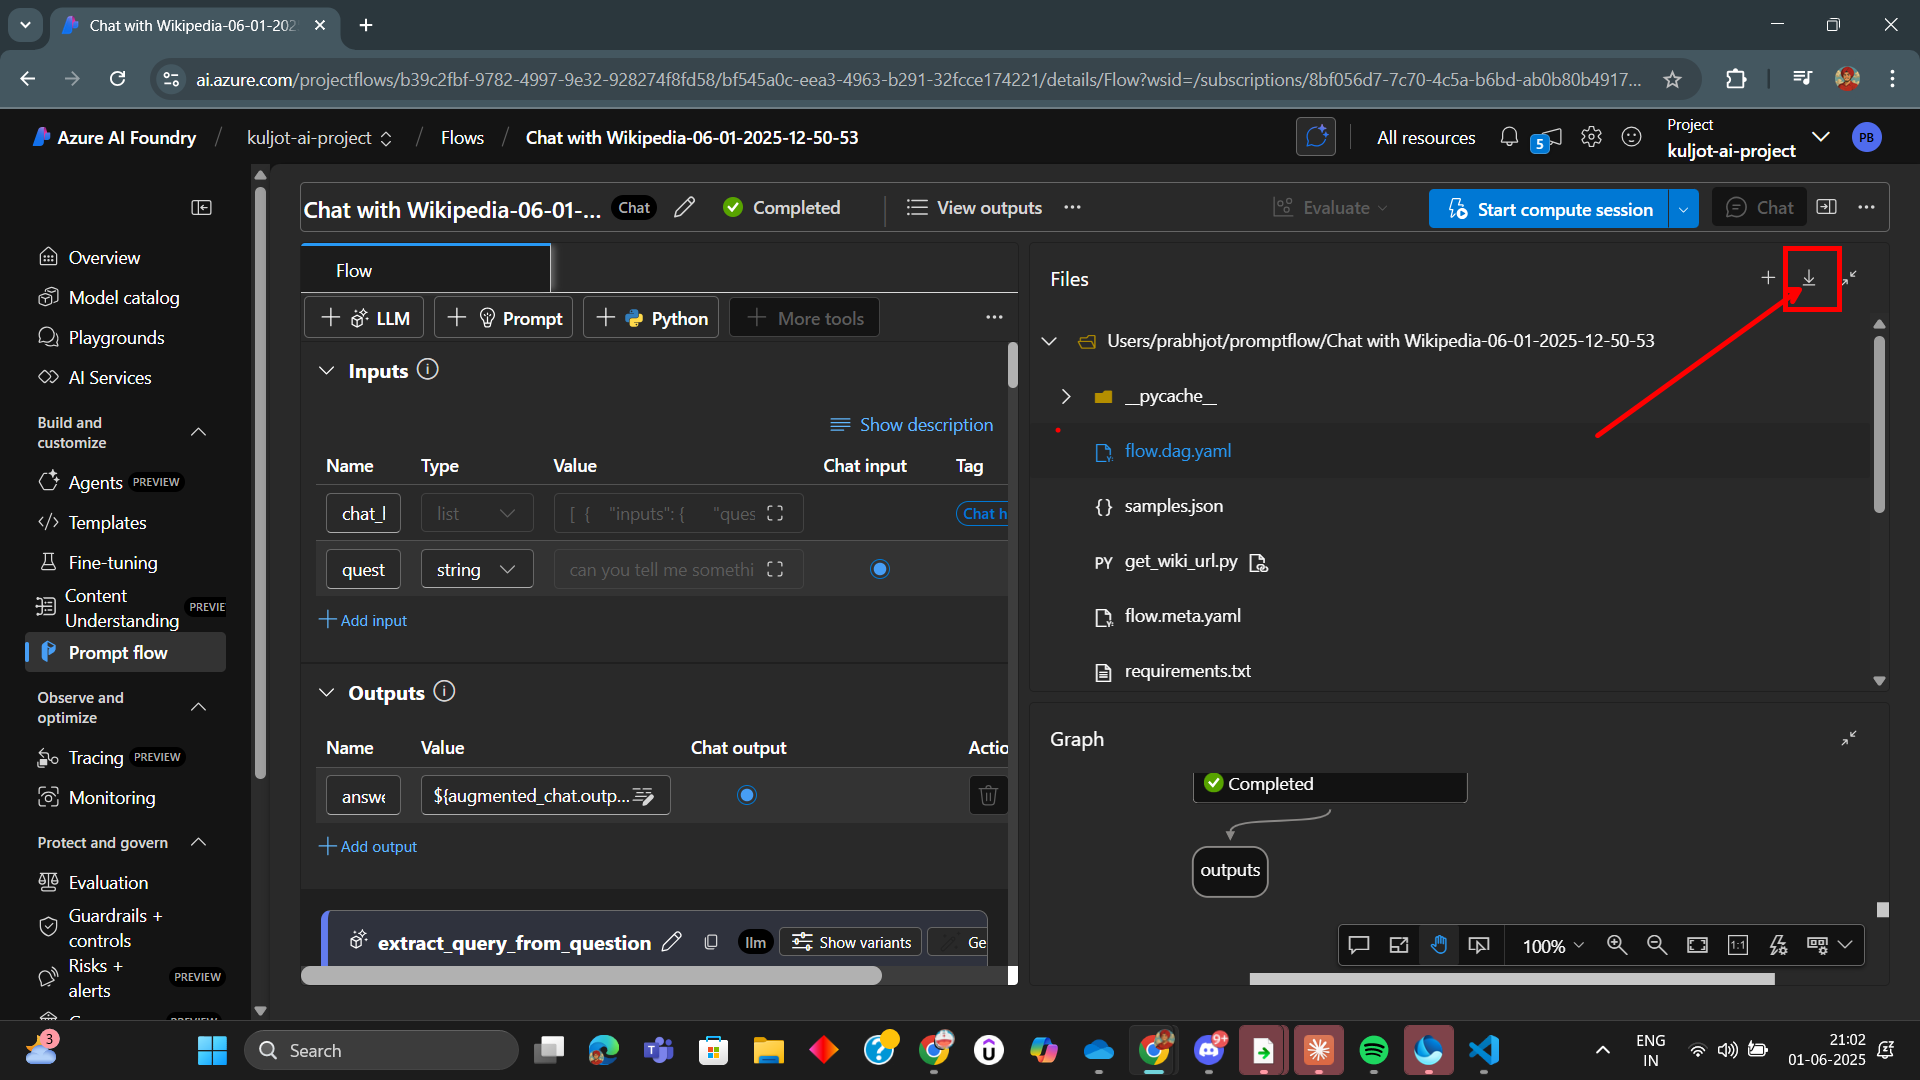 Chat with Wikipedia-06-01-202
ai.azure.com/projectflows/b39c2fbf-9782-4997-9e32-928274f8fd58/bf545a0c-eea3-4963-b291-32fcce174221/details/Flow?wsid=/subscriptions/8bf056d7-7c70-4c5a-b6bd-ab0b80b4917...
Azure AI Foundry / kuljot-ai-project / Flows / Chat with Wikipedia-06-01-2025-12-50-53
All resources
5
Project
kuljot-ai-project
PB
Overview
Model catalog
Playgrounds
AI Services
Build and
customize
Agents PREVIEW
Templates
Fine-tuning
Content
Understanding PREVIE
Prompt flow
Observe and
optimize
Tracing PREVIEW
Monitoring
Protect and govern
Evaluation
Guardrails +
controls
Risks +
alerts PREVIEW
PREVIEW
Chat with Wikipedia-06-01-... Chat Completed View outputs ... Evaluate Start compute session Chat ...
Flow
LLM Prompt Python More tools ...
Inputs
Show description
Name Type Value Chat input Tag
chat_l list [ { "inputs": { "ques Chat h
quest string can you tell me somethi
Add input
Outputs
Name Value Chat output Actio
answe ${augmented_chat.outp...
Add output
extract_query_from_question llm Show variants Ge
Files
Users/prabhjot/promptflow/Chat with Wikipedia-06-01-2025-12-50-53
__pycache__
flow.dag.yaml
{} samples.json
PY get_wiki_url.py
flow.meta.yaml
requirements.txt
Graph
Completed
outputs
100% 1:1
3
Search
9+
ENG
IN
21:02
01-06-2025